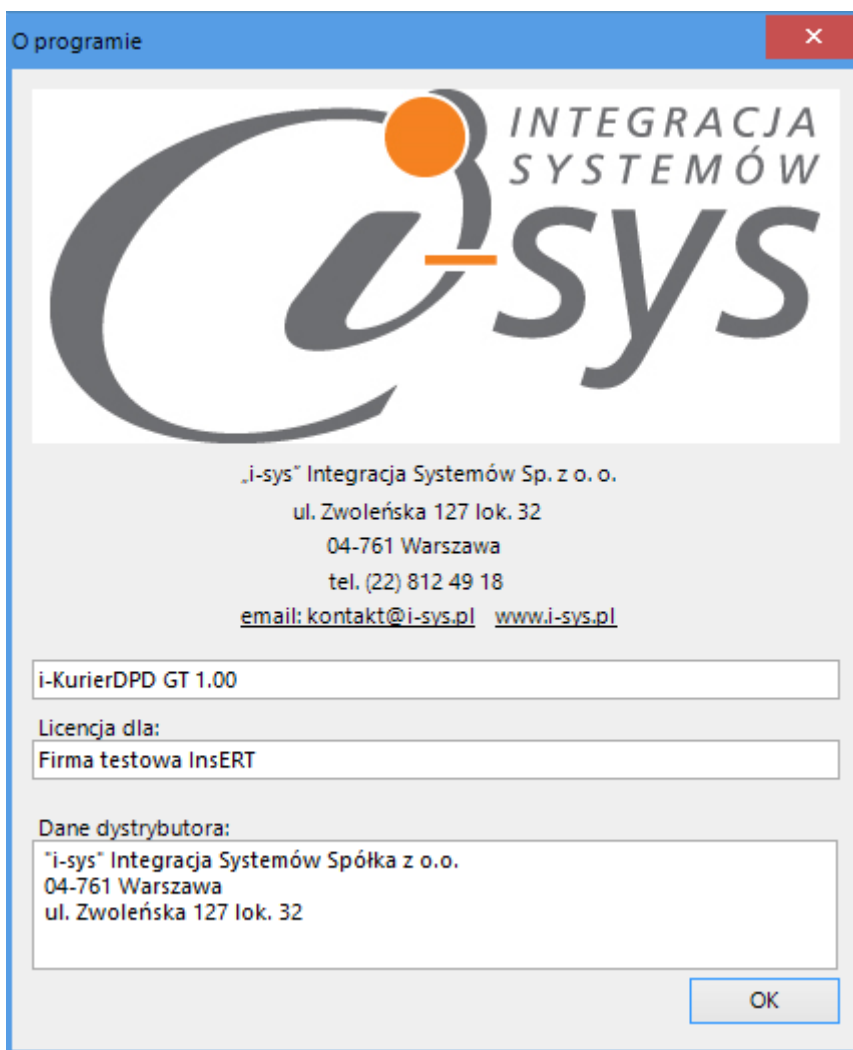 O programie
INTEGRACJA
SYSTEMÓW
i-sys
„i-sys” Integracja Systemów Sp. z o. o.
ul. Zwoleńska 127 lok. 32
04-761 Warszawa
tel. (22) 812 49 18
email: kontakt@i-sys.pl www.i-sys.pl
i-KurierDPD GT 1.00
Licencja dla:
Firma testowa InsERT
Dane dystrybutora:
"i-sys" Integracja Systemów Spółka z o.o.
04-761 Warszawa
ul. Zwoleńska 127 lok. 32
OK